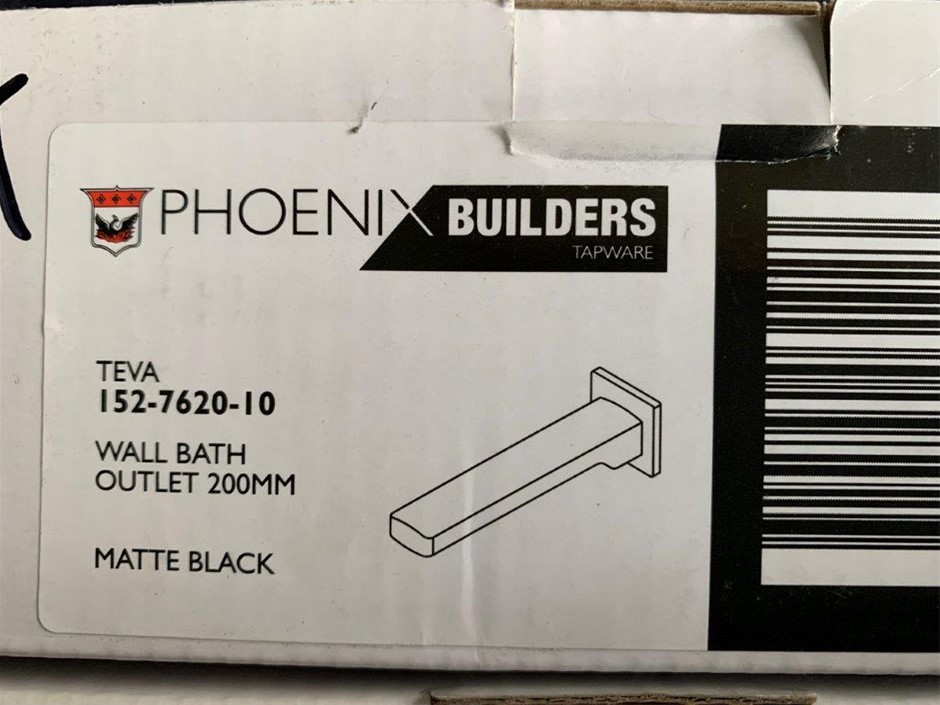 PHOENIX BUILDERS
TAPWARE
TEVA
152-7620-10
WALL BATH
OUTLET 200MM
MATTE BLACK